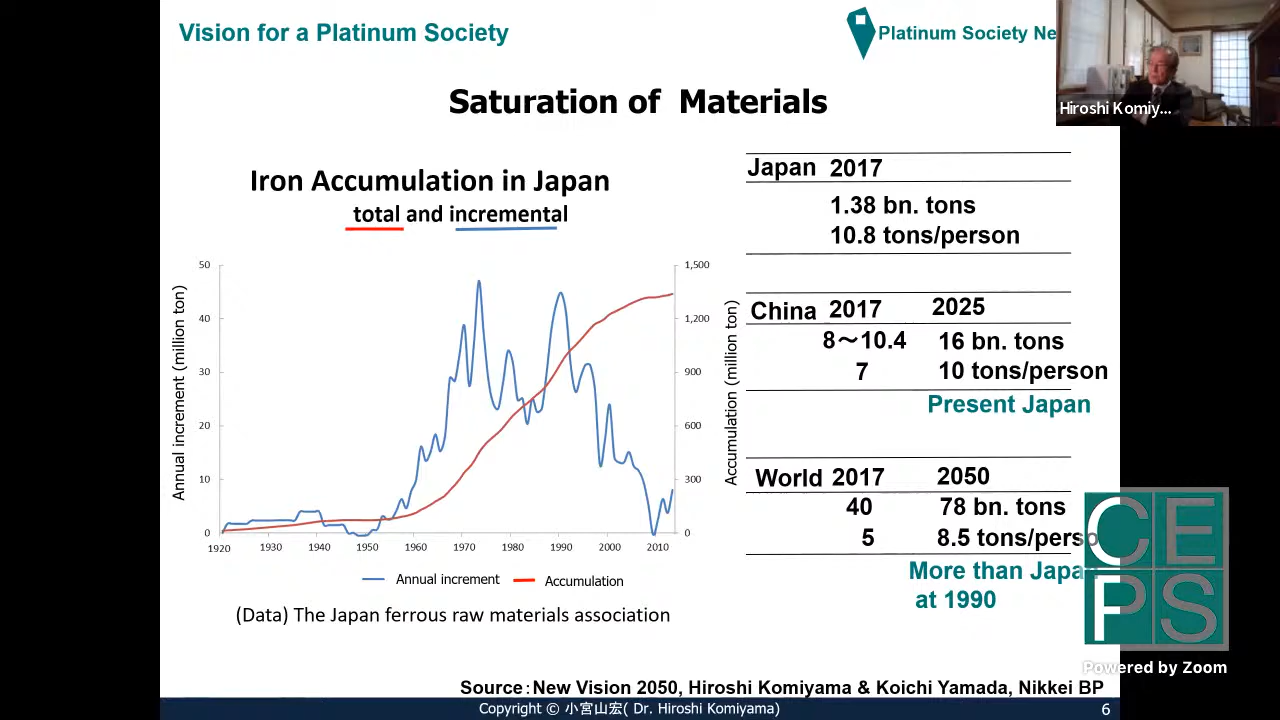 Vision for a Platinum Society
Platinum Society Ne
Hiroshi Komiy...
Saturation of Materials
Iron Accumulation in Japan
total and incremental
Annual increment (million ton)
50
40
30
20
10
0
1920 1930 1940 1950 1960 1970 1980 1990 2000 2010
1,500
1,200
900
600
300
0
Accumulation (million ton)
Annual increment Accumulation
(Data) The Japan ferrous raw materials association
Japan 2017
1.38 bn. tons
10.8 tons/person
China 2017 2025
8～10.4 16 bn. tons
7 10 tons/person
Present Japan
World 2017 2050
40 78 bn. tons
5 8.5 tons/perso
More than Japan
at 1990
CEPS
Powered by Zoom
Source：New Vision 2050, Hiroshi Komiyama & Koichi Yamada, Nikkei BP
Copyright © 小宮山宏( Dr. Hiroshi Komiyama)
6